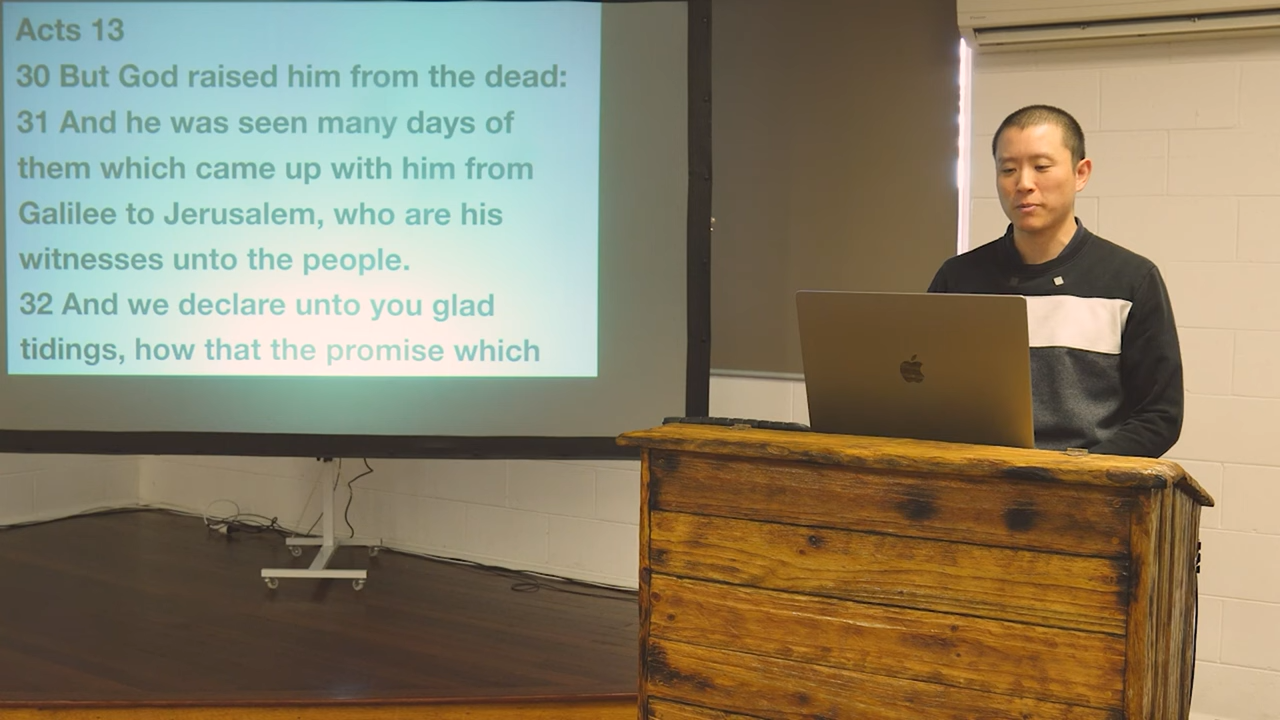 Acts 13
30 But God raised him from the dead:
31 And he was seen many days of
them which came up with him from
Galilee to Jerusalem, who are his
witnesses unto the people.
32 And we declare unto you glad
tidings, how that the promise which